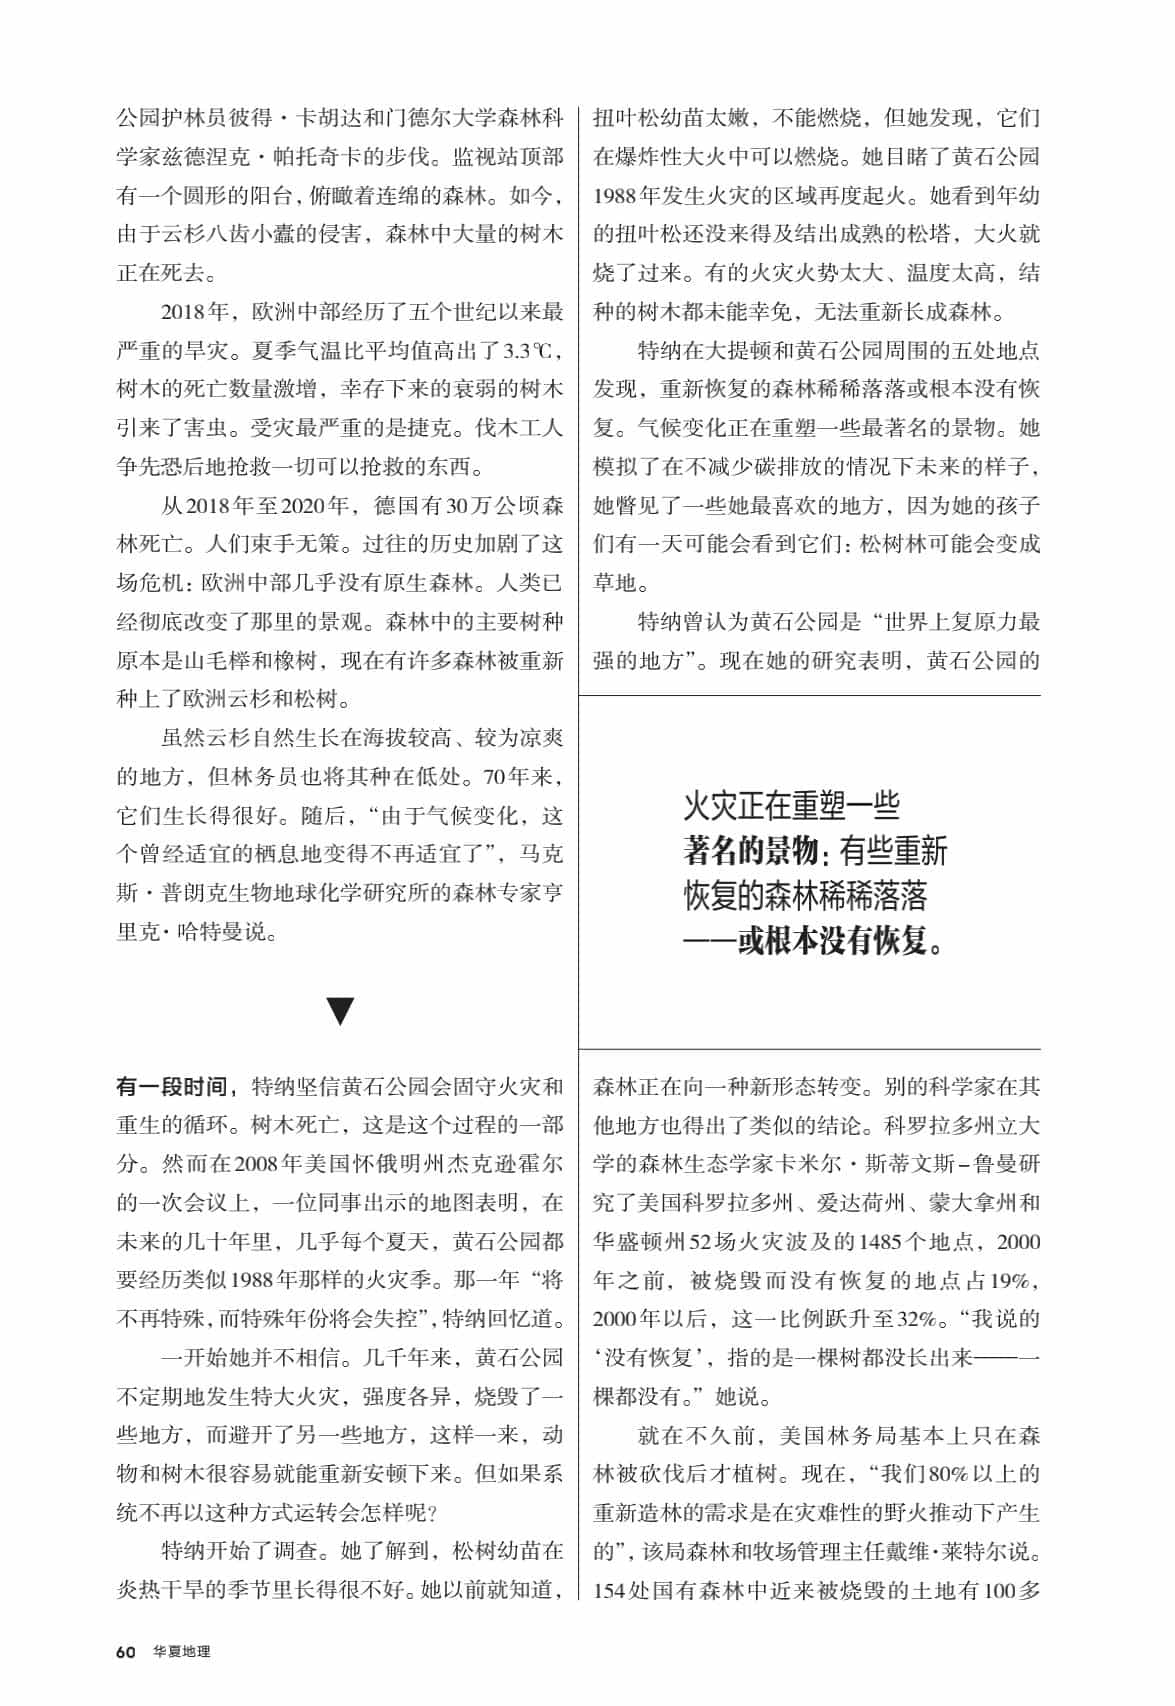 公园护林员彼得·卡胡达和门德尔大学森林科
学家兹德涅克·帕托奇卡的步伐。监视站顶部
有一个圆形的阳台，俯瞰着连绵的森林。如今，
由于云杉八齿小蠹的侵害，森林中大量的树木
正在死去。
2018年，欧洲中部经历了五个世纪以来最
严重的旱灾。夏季气温比平均值高出了3.3℃，
树木的死亡数量激增，幸存下来的衰弱的树木
引来了害虫。受灾最严重的是捷克。伐木工人
争先恐后地抢救一切可以抢救的东西。
从2018年至2020年，德国有30万公顷森
林死亡。人们束手无策。过往的历史加剧了这
场危机：欧洲中部几乎没有原生森林。人类已
经彻底改变了那里的景观。森林中的主要树种
原本是山毛榉和橡树，现在有许多森林被重新
种上了欧洲云杉和松树。
虽然云杉自然生长在海拔较高、较为凉爽
的地方，但林务员也将其种在低处。70年来，
它们生长得很好。随后，“由于气候变化，这
个曾经适宜的栖息地变得不再适宜了”，马克
斯·普朗克生物地球化学研究所的森林专家亨
里克·哈特曼说。
▼
有一段时间，特纳坚信黄石公园会固守火灾和
重生的循环。树木死亡，这是这个过程的一部
分。然而在2008年美国怀俄明州杰克逊霍尔
的一次会议上，一位同事出示的地图表明，在
未来的几十年里，几乎每个夏天，黄石公园都
要经历类似1988年那样的火灾季。那一年“将
不再特殊，而特殊年份将会失控”，特纳回忆道。
一开始她并不相信。几千年来，黄石公园
不定期地发生特大火灾，强度各异，烧毁了一
些地方，而避开了另一些地方，这样一来，动
物和树木很容易就能重新安顿下来。但如果系
统不再以这种方式运转会怎样呢？
特纳开始了调查。她了解到，松树幼苗在
炎热干旱的季节里长得很不好。她以前就知道，
扭叶松幼苗太嫩，不能燃烧，但她发现，它们
在爆炸性大火中可以燃烧。她目睹了黄石公园
1988年发生火灾的区域再度起火。她看到年幼
的扭叶松还没来得及结出成熟的松塔，大火就
烧了过来。有的火灾火势太大、温度太高，结
种的树木都未能幸免，无法重新长成森林。
特纳在大提顿和黄石公园周围的五处地点
发现，重新恢复的森林稀稀落落或根本没有恢
复。气候变化正在重塑一些最著名的景物。她
模拟了在不减少碳排放的情况下未来的样子，
她瞥见了一些她最喜欢的地方，因为她的孩子
们有一天可能会看到它们：松树林可能会变成
草地。
特纳曾认为黄石公园是“世界上复原力最
强的地方”。现在她的研究表明，黄石公园的
火灾正在重塑一些
著名的景物：有些重新
恢复的森林稀稀落落
——或根本没有恢复。
森林正在向一种新形态转变。别的科学家在其
他地方也得出了类似的结论。科罗拉多州立大
学的森林生态学家卡米尔·斯蒂文斯–鲁曼研
究了美国科罗拉多州、爱达荷州、蒙大拿州和
华盛顿州52场火灾波及的1485个地点，2000
年之前，被烧毁而没有恢复的地点占19%，
2000年以后，这一比例跃升至32%。“我说的
‘没有恢复’，指的是一棵树都没长出来——一
棵都没有。”她说。
就在不久前，美国林务局基本上只在森
林被砍伐后才植树。现在，“我们80%以上的
重新造林的需求是在灾难性的野火推动下产生
的”，该局森林和牧场管理主任戴维·莱特尔说。
154处国有森林中近来被烧毁的土地有100多
60 华夏地理